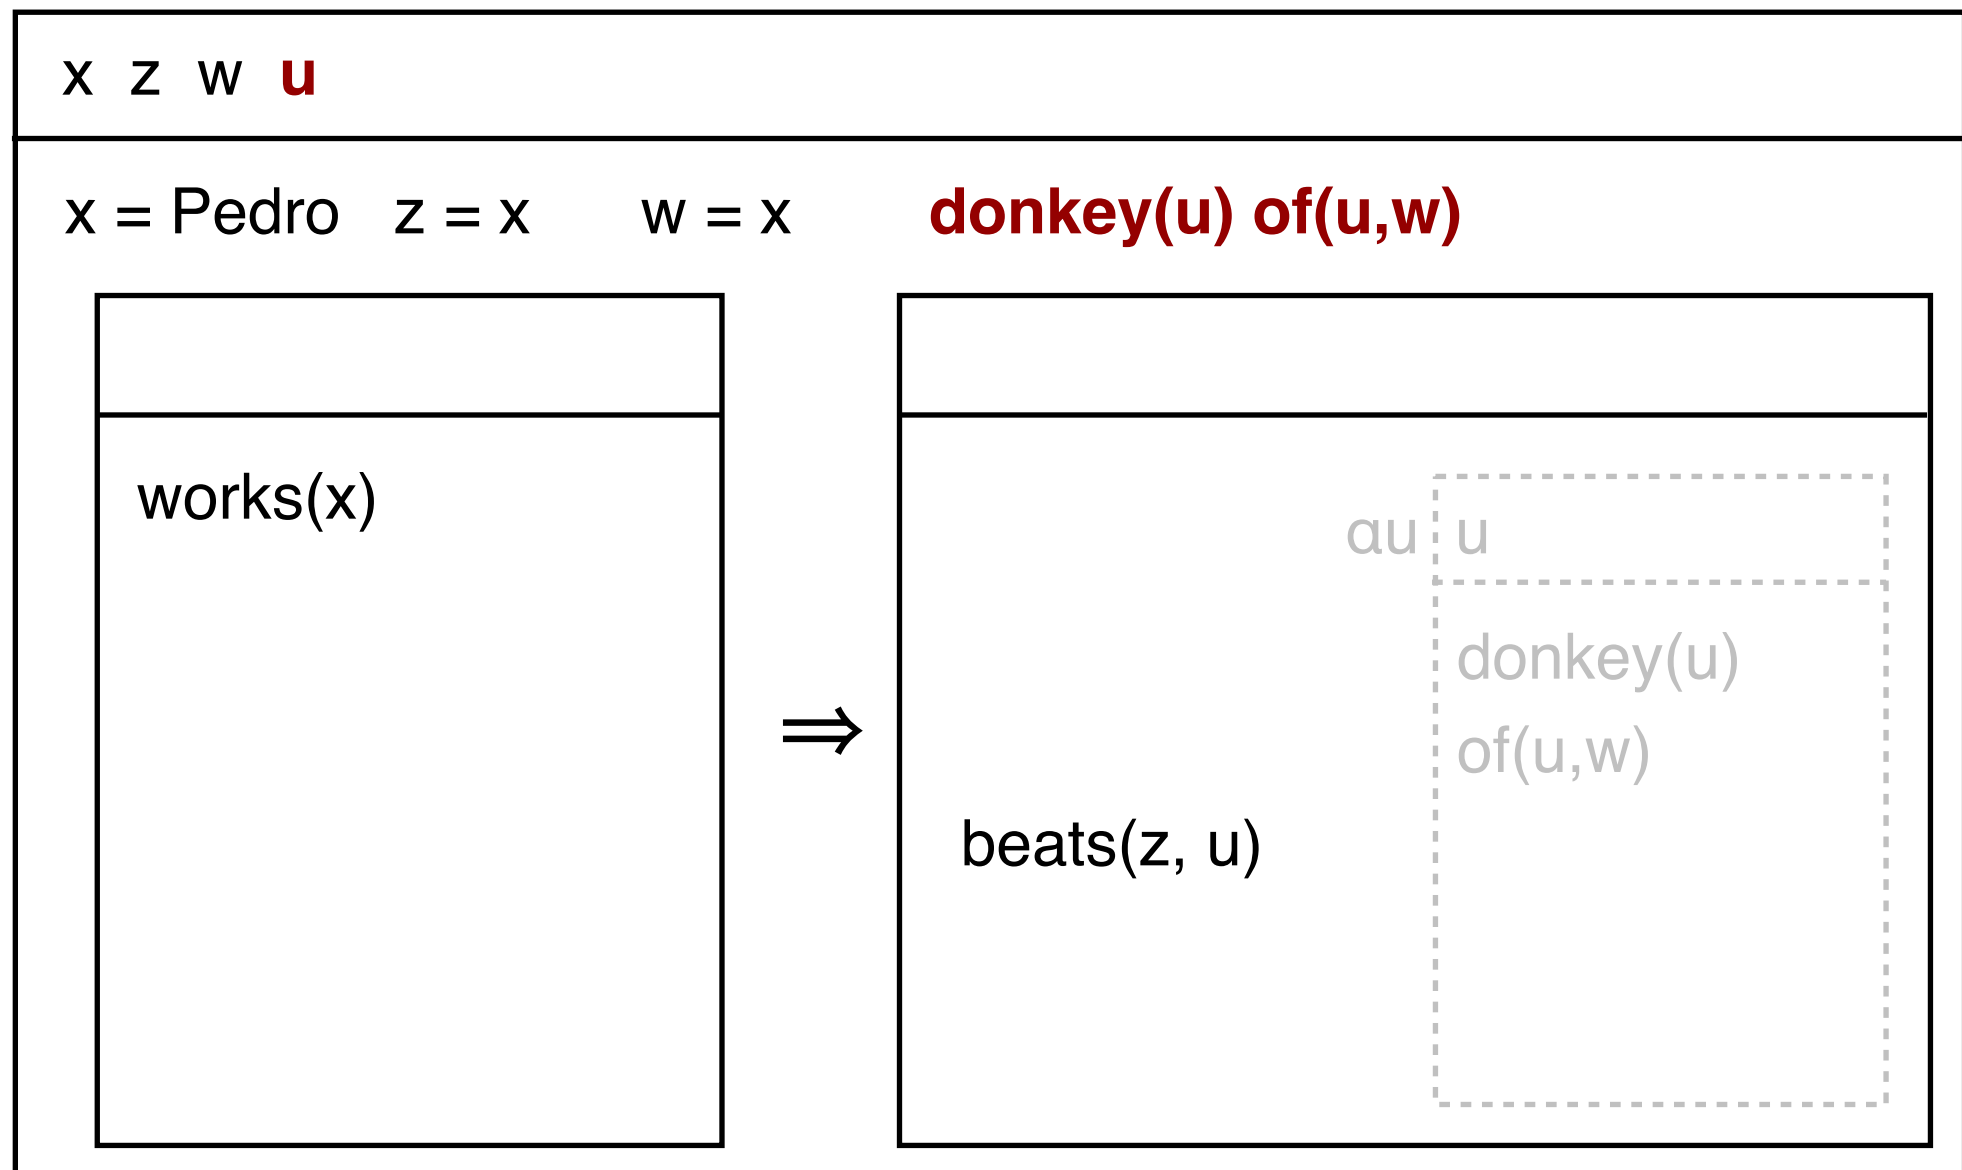 x z w u
x = Pedro z = x w = x donkey(u) of(u,w)
works(x)
⇒
αu u
donkey(u)
of(u,w)
beats(z, u)